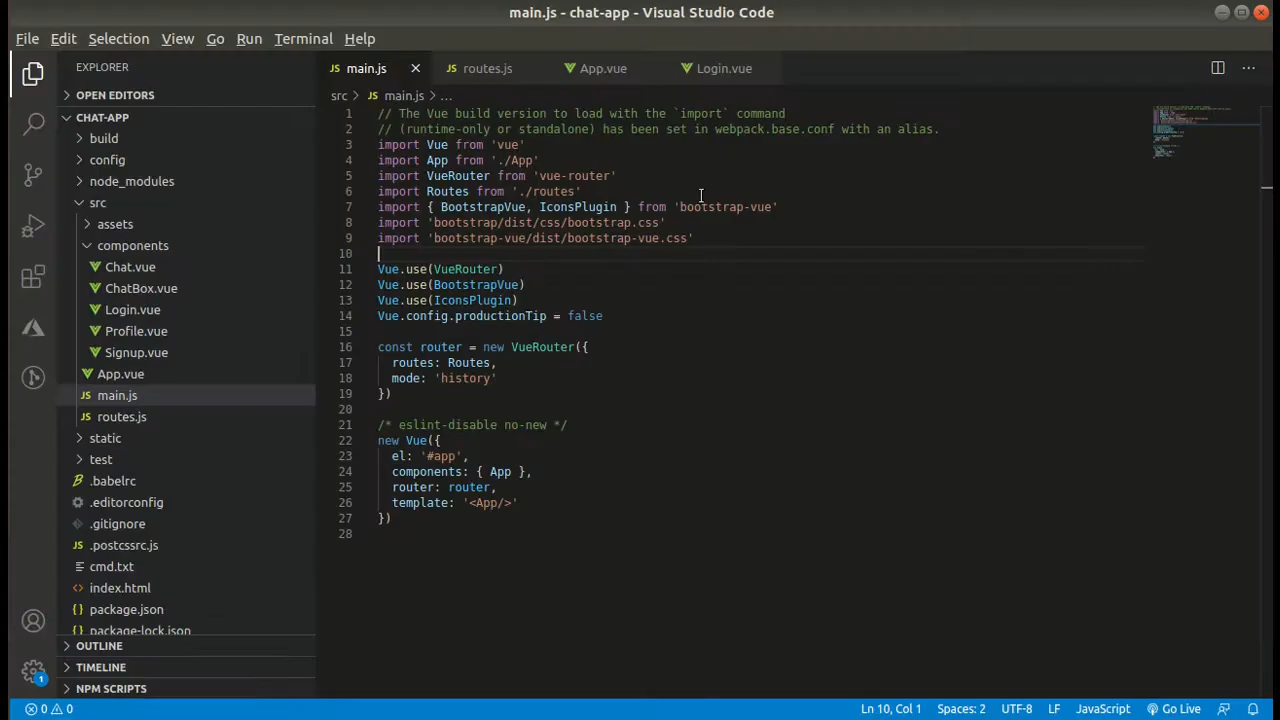 main.js - chat-app - Visual Studio Code
File Edit Selection View Go Run Terminal Help
EXPLORER
OPEN EDITORS
CHAT-APP
build
config
node_modules
src
assets
components
Chat.vue
ChatBox.vue
Login.vue
Profile.vue
Signup.vue
App.vue
JS main.js
JS routes.js
static
test
.babelrc
.editorconfig
.gitignore
JS .postcssrc.js
cmd.txt
<> index.html
{} package.json
{} package-lock.json
OUTLINE
TIMELINE
NPM SCRIPTS
1
JS main.js JS routes.js App.vue Login.vue
src > JS main.js > ...
1 // The Vue build version to load with the `import` command
2 // (runtime-only or standalone) has been set in webpack.base.conf with an alias.
3 import Vue from 'vue'
4 import App from './App'
5 import VueRouter from 'vue-router'
6 import Routes from './routes'
7 import { BootstrapVue, IconsPlugin } from 'bootstrap-vue'
8 import 'bootstrap/dist/css/bootstrap.css'
9 import 'bootstrap-vue/dist/bootstrap-vue.css'
10
11 Vue.use(VueRouter)
12 Vue.use(BootstrapVue)
13 Vue.use(IconsPlugin)
14 Vue.config.productionTip = false
15
16 const router = new VueRouter({
17 routes: Routes,
18 mode: 'history'
19 })
20
21 /* eslint-disable no-new */
22 new Vue({
23 el: '#app',
24 components: { App },
25 router: router,
26 template: '<App/>'
27 })
28
0 0 Ln 10, Col 1 Spaces: 2 UTF-8 LF JavaScript Go Live